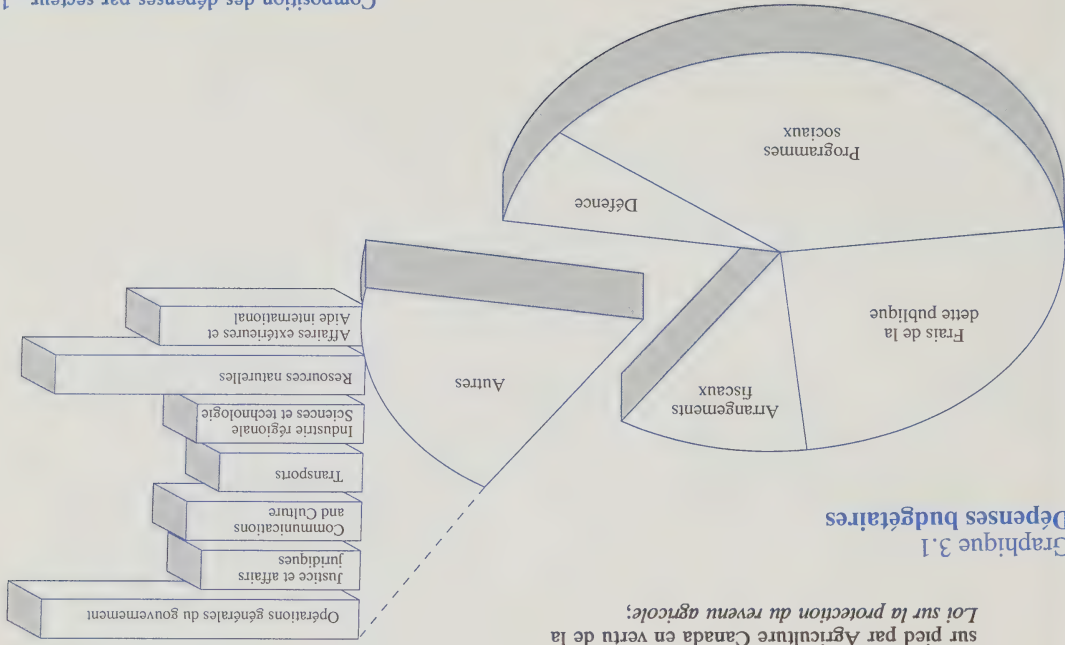 sur pied par Agriculture Canada en vertu de la
Loi sur la protection du revenu agricole;
Graphique 3.1
Dépenses budgétaires
Opérations générales du gouvernement
Justice et affairs
juridiques
Communications
and Culture
Transports
Industrie régionale
Sciences et technologie
Resources naturelles
Affaires extérieures et
Aide international
Autres
Arrangements
fiscaux
Frais de la
dette publique
Défence
Programmes
sociaux
Composition des dépenses par secteur